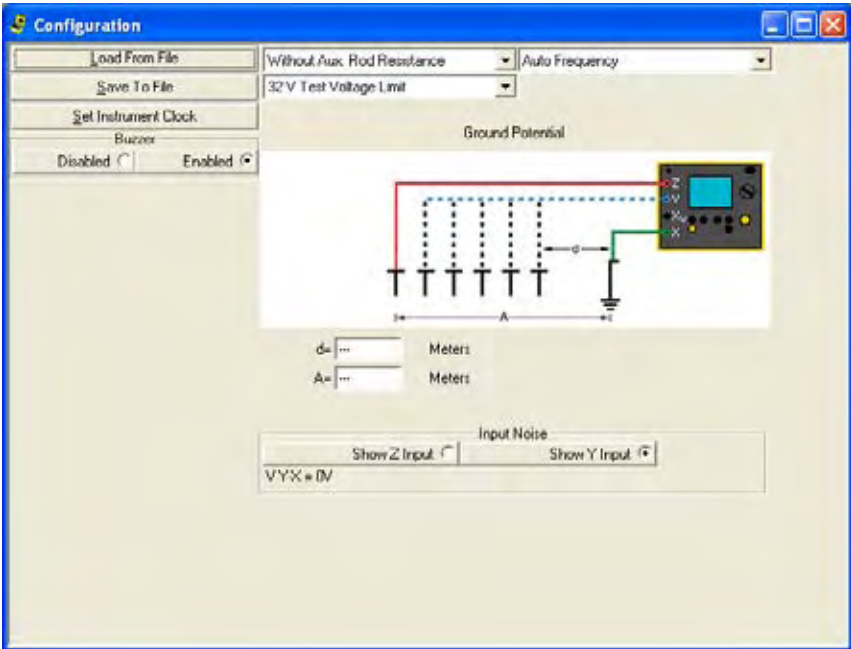 Configuration
Load From File
Without Aux. Rod Resistance
Auto Frequency
Save To File
32 V Test Voltage Limit
Set Instrument Clock
Buzzer
Disabled
Enabled
Ground Potential
Z
Y
Xv
X
d
A
d= ---
Meters
A= ---
Meters
Input Noise
Show Z Input
Show Y Input
V Y-X = 0V